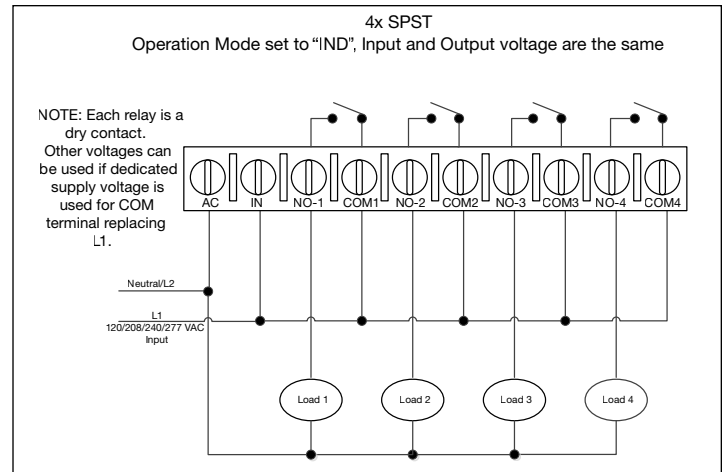 4x SPST
Operation Mode set to “IND”, Input and Output voltage are the same
NOTE: Each relay is a
dry contact.
Other voltages can
be used if dedicated
supply voltage is
used for COM
terminal replacing
L1.
AC IN NO-1 COM1 NO-2 COM2 NO-3 COM3 NO-4 COM4
Neutral/L2
L1
120/208/240/277 VAC
Input
Load 1 Load 2 Load 3 Load 4